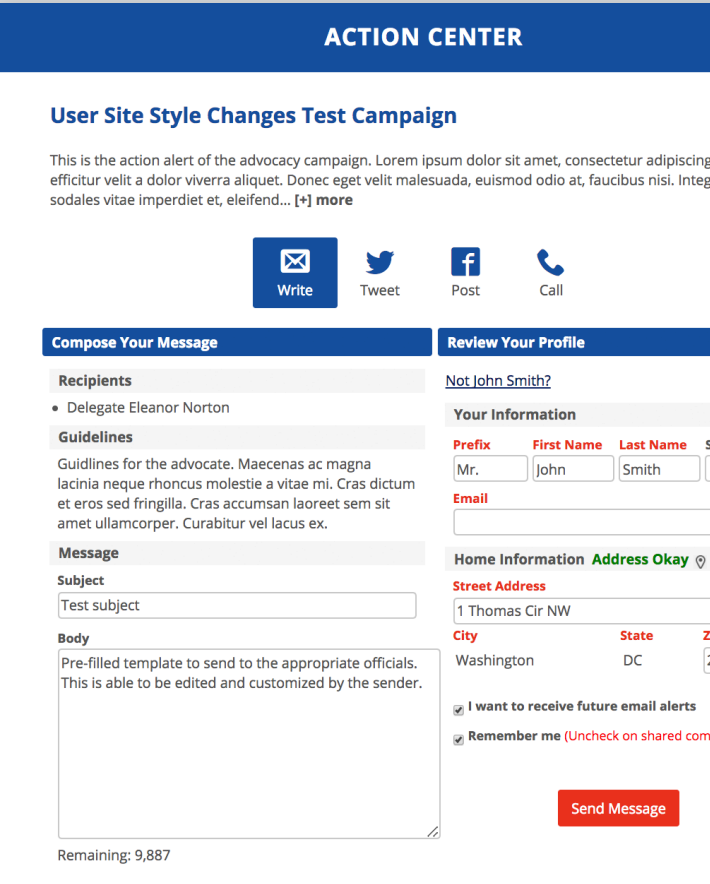 ACTION CENTER
User Site Style Changes Test Campaign
This is the action alert of the advocacy campaign. Lorem ipsum dolor sit amet, consectetur adipiscing
efficitur velit a dolor viverra aliquet. Donec eget velit malesuada, euismod odio at, faucibus nisi. Integ
sodales vitae imperdiet et, eleifend... [+] more
Write
Tweet
Post
Call
Compose Your Message
Recipients
• Delegate Eleanor Norton
Guidelines
Guidlines for the advocate. Maecenas ac magna
lacinia neque rhoncus molestie a vitae mi. Cras dictum
et eros sed fringilla. Cras accumsan laoreet sem sit
amet ullamcorper. Curabitur vel lacus ex.
Message
Subject
Test subject
Body
Pre-filled template to send to the appropriate officials.
This is able to be edited and customized by the sender.
Remaining: 9,887
Review Your Profile
Not John Smith?
Your Information
Prefix First Name Last Name
Mr. John Smith
Email
Home Information Address Okay
Street Address
1 Thomas Cir NW
City State Z
Washington DC 2
I want to receive future email alerts
Remember me (Uncheck on shared com
Send Message